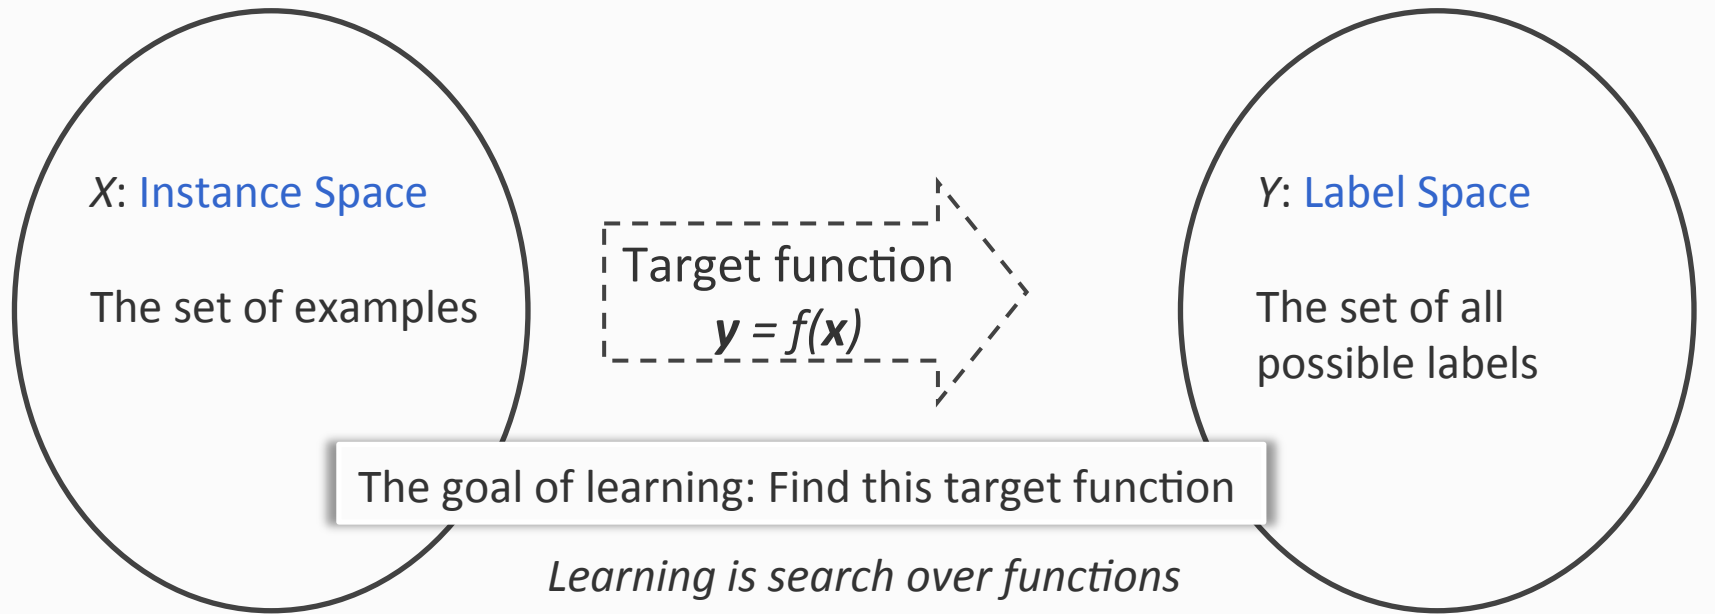 X: Instance Space
The set of examples
Target function
y = f(x)
Y: Label Space
The set of all
possible labels
The goal of learning: Find this target function
Learning is search over functions